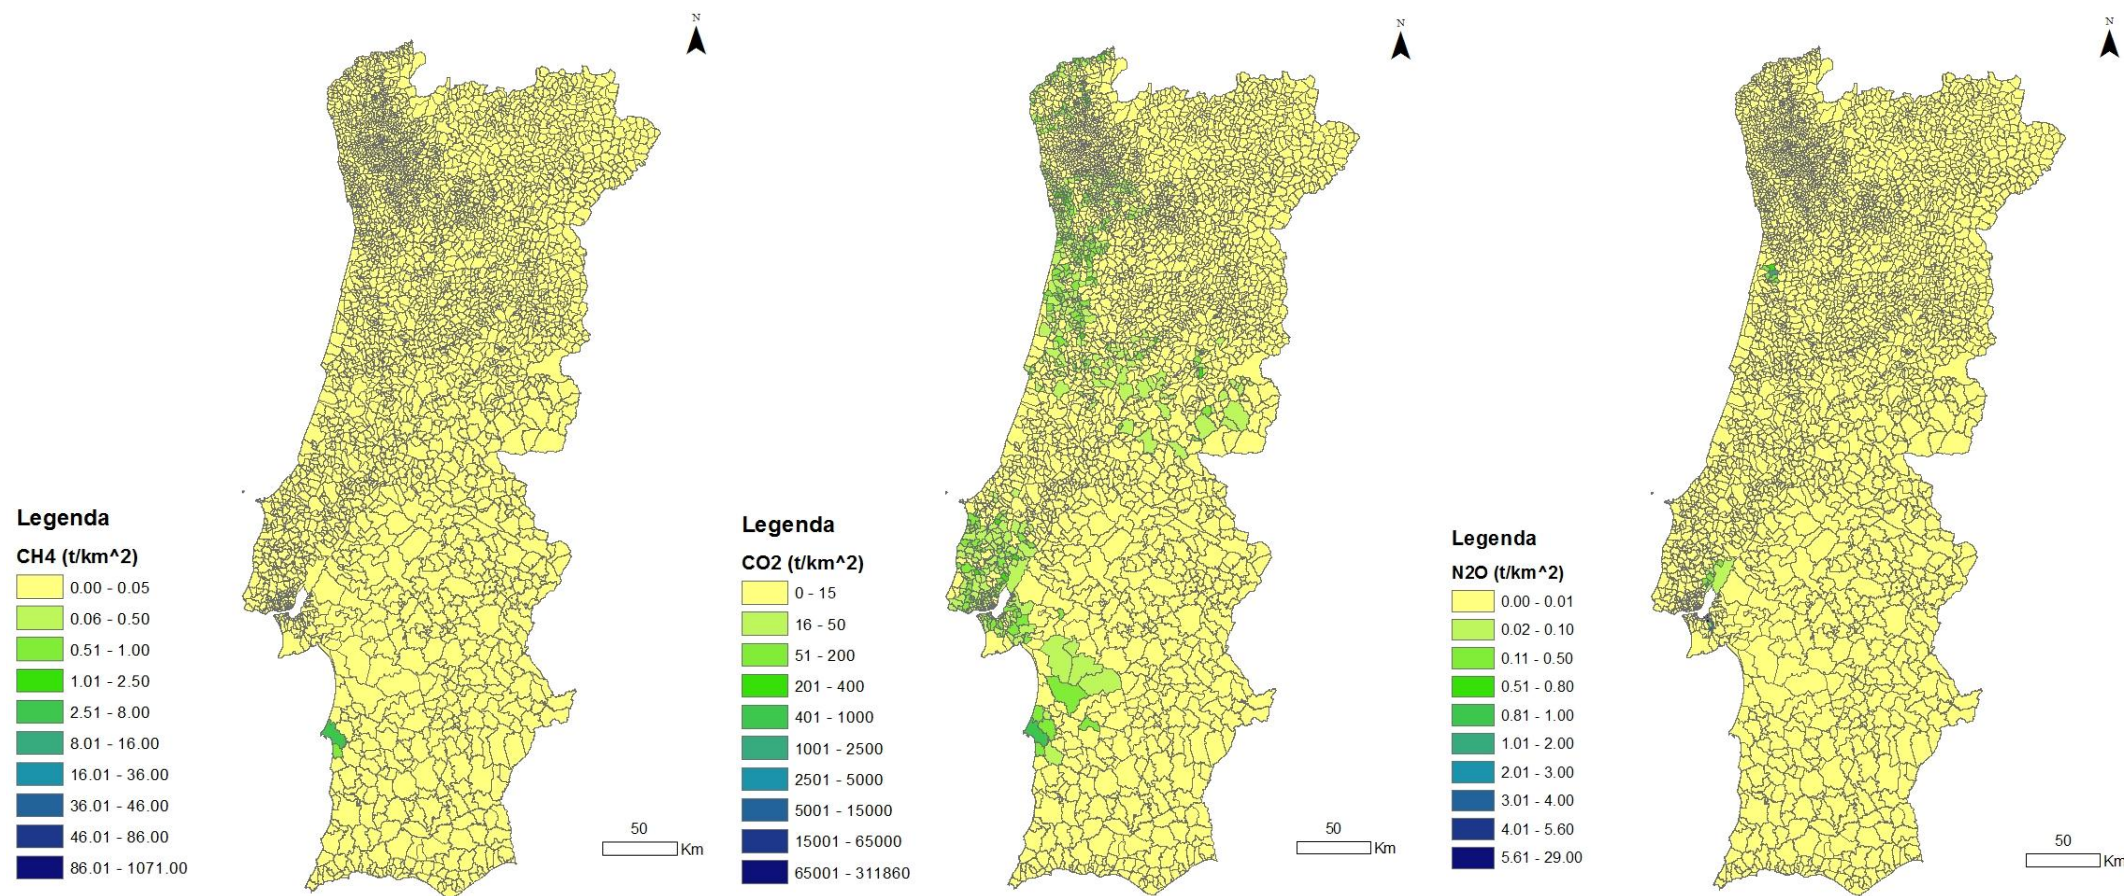 N
Legenda
CH4 (t/km^2)
0.00 - 0.05
0.06 - 0.50
0.51 - 1.00
1.01 - 2.50
2.51 - 8.00
8.01 - 16.00
16.01 - 36.00
36.01 - 46.00
46.01 - 86.00
86.01 - 1071.00
50
Km
N
Legenda
CO2 (t/km^2)
0 - 15
16 - 50
51 - 200
201 - 400
401 - 1000
1001 - 2500
2501 - 5000
5001 - 15000
15001 - 65000
65001 - 311860
50
Km
N
Legenda
N2O (t/km^2)
0.00 - 0.01
0.02 - 0.10
0.11 - 0.50
0.51 - 0.80
0.81 - 1.00
1.01 - 2.00
2.01 - 3.00
3.01 - 4.00
4.01 - 5.60
5.61 - 29.00
50
Km